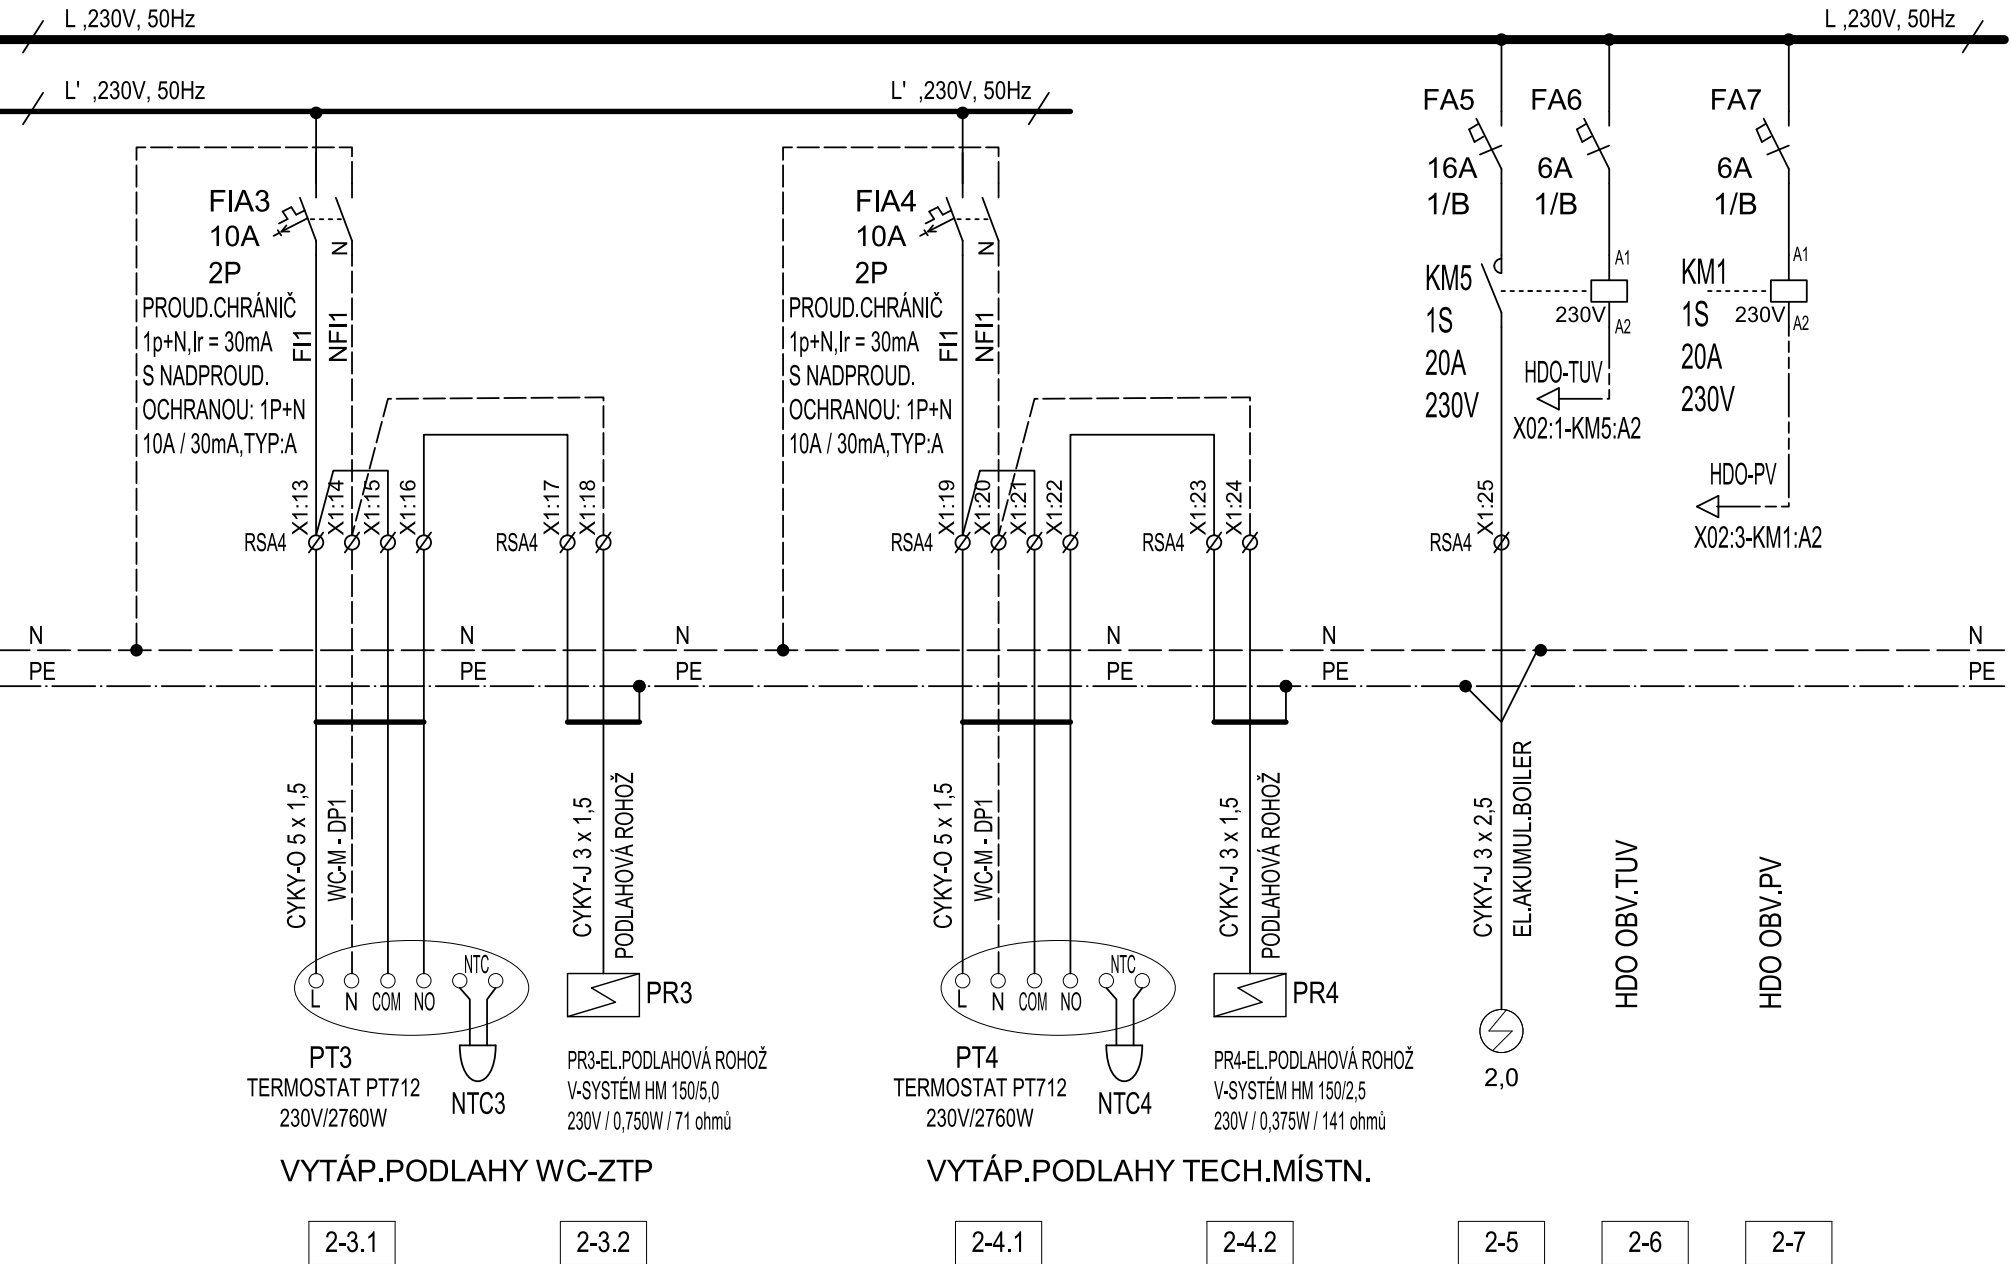 L ,230V, 50Hz
L ,230V, 50Hz
L' ,230V, 50Hz
L' ,230V, 50Hz
FIA3
10A
2P
N
PROUD.CHRÁNIČ
1p+N,Ir = 30mA
S NADPROUD.
OCHRANOU: 1P+N
10A / 30mA,TYP:A
FI1
NFI1
FIA4
10A
2P
N
PROUD.CHRÁNIČ
1p+N,Ir = 30mA
S NADPROUD.
OCHRANOU: 1P+N
10A / 30mA,TYP:A
FI1
NFI1
FA5
16A
1/B
FA6
6A
1/B
FA7
6A
1/B
KM5
1S
20A
230V
A1
230V
A2
HDO-TUV
X02:1-KM5:A2
KM1
1S
20A
230V
A1
230V
A2
HDO-PV
X02:3-KM1:A2
RSA4
X1:13
X1:14
X1:15
X1:16
RSA4
X1:17
X1:18
RSA4
X1:19
X1:20
X1:21
X1:22
RSA4
X1:23
X1:24
RSA4
X1:25
N
N
N
N
N
N
PE
PE
PE
PE
PE
PE
CYKY-O 5 x 1,5
WC-M - DP1
CYKY-J 3 x 1,5
PODLAHOVÁ ROHOŽ
CYKY-O 5 x 1,5
WC-M - DP1
CYKY-J 3 x 1,5
PODLAHOVÁ ROHOŽ
CYKY-J 3 x 2,5
EL.AKUMUL.BOILER
HDO OBV.TUV
HDO OBV.PV
L
N
COM
NO
NTC
PR3
L
N
COM
NO
NTC
PR4
PT3
TERMOSTAT PT712
230V/2760W
NTC3
PR3-EL.PODLAHOVÁ ROHOŽ
V-SYSTÉM HM 150/5,0
230V / 0,750W / 71 ohmů
PT4
TERMOSTAT PT712
230V/2760W
NTC4
PR4-EL.PODLAHOVÁ ROHOŽ
V-SYSTÉM HM 150/2,5
230V / 0,375W / 141 ohmů
2,0
VYTÁP.PODLAHY WC-ZTP
VYTÁP.PODLAHY TECH.MÍSTN.
2-3.1
2-3.2
2-4.1
2-4.2
2-5
2-6
2-7